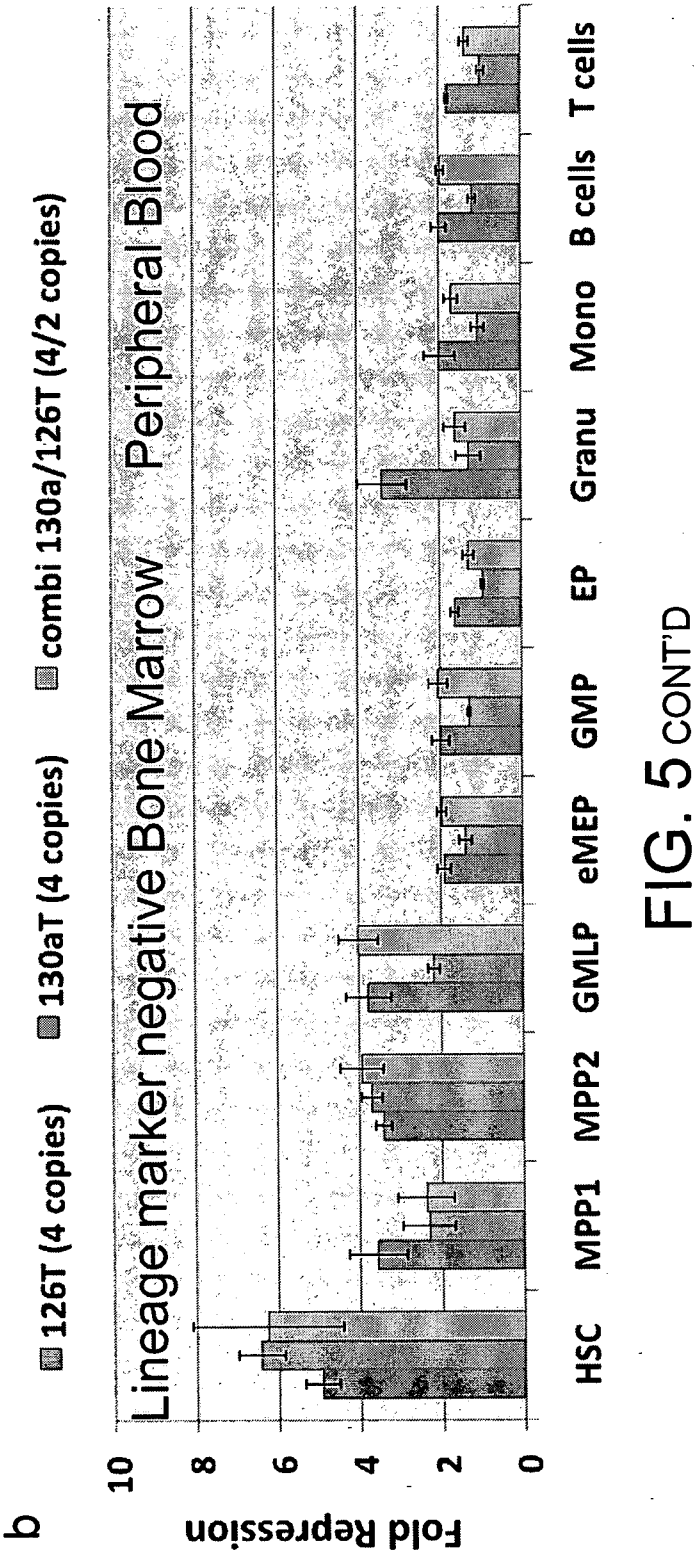 b
126T (4 copies) 130aT (4 copies) combi 130a/126T (4/2 copies)
Lineage marker negative Bone Marrow Peripheral Blood
Fold Repression
10
8
6
4
2
0
HSC MPP1 MPP2 GMLP eMEP GMP EP Granu Mono B cells T cells
FIG. 5 CONT'D